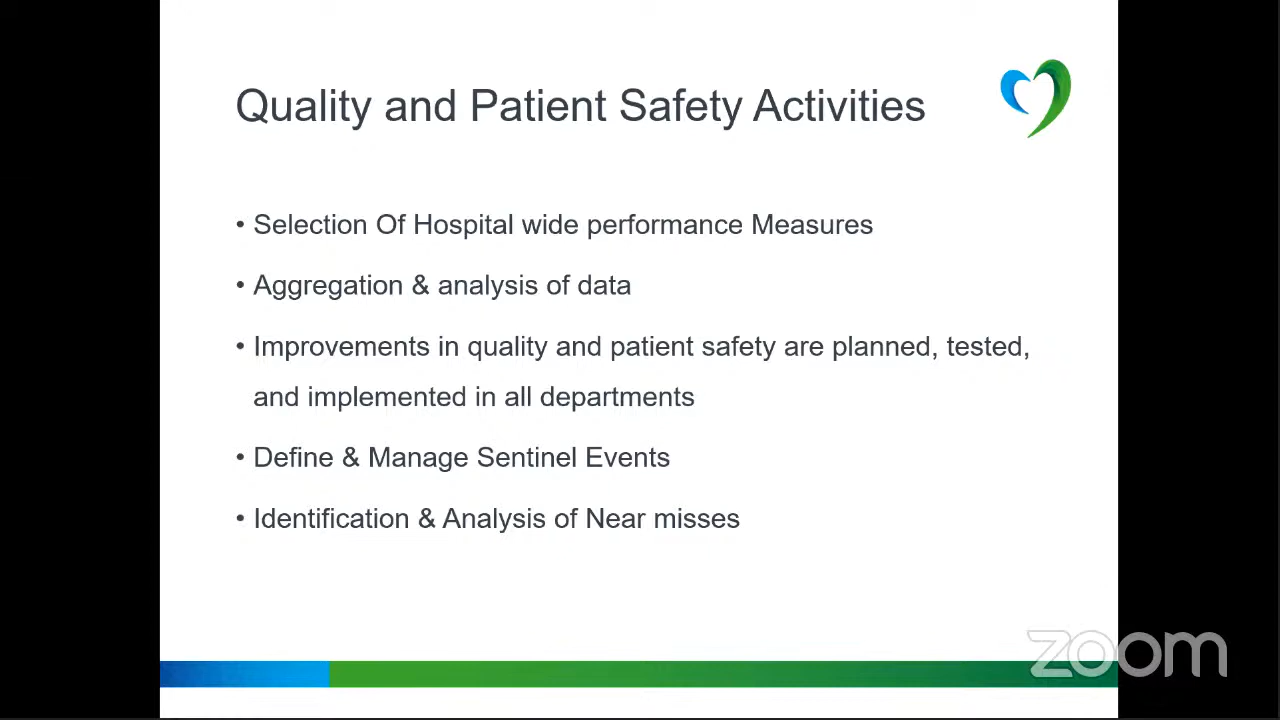 Quality and Patient Safety Activities
• Selection Of Hospital wide performance Measures
• Aggregation & analysis of data
• Improvements in quality and patient safety are planned, tested,
and implemented in all departments
• Define & Manage Sentinel Events
• Identification & Analysis of Near misses
zoom